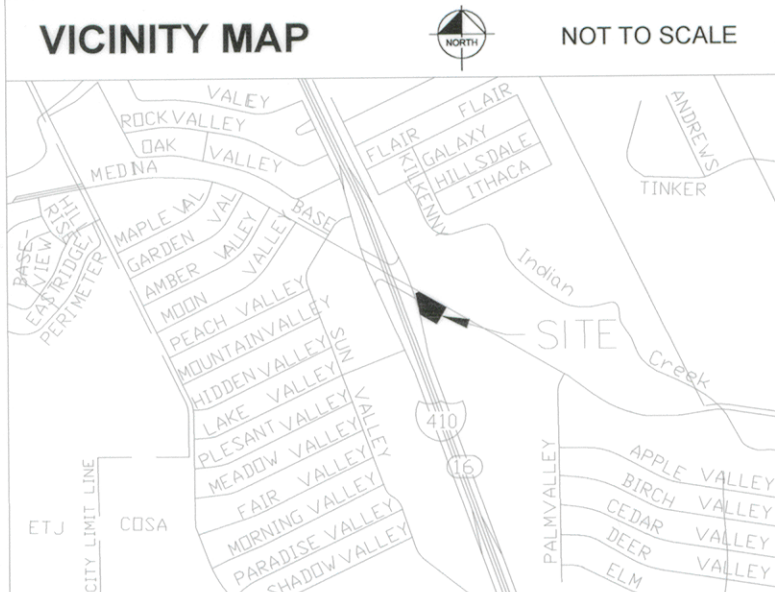 VICINITY MAP
NORTH
NOT TO SCALE
VALLEY
ROCKVALLEY
OAK
VALLEY
MEDINA
BASE
FLAIR
FLAIR
GALAXY
HILLSDALE
ITHACA
KILKENNY
ANDREWS
TINKER
HILL
RISE
BASE-
VIEW
EASTRIDGE
PERIMETER
MAPLE VAL
GARDEN VAL
AMBER VALLEY
MOON VALLEY
PEACH VALLEY
MOUNTAINVALLEY
HIDDEN VALLEY
LAKE VALLEY
PLESANT VALLEY
MEADOW VALLEY
FAIR VALLEY
MORNING VALLEY
PARADISE VALLEY
SHADOW VALLEY
SUN VALLEY
Indian
Creek
SITE
410
16
PALMVALLEY
APPLE VALLEY
BIRCH VALLEY
CEDAR VALLEY
DEER VALLEY
ELM
ETJ
CITY LIMIT LINE
COSA